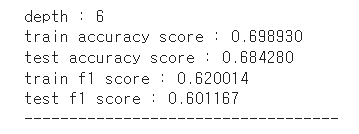 depth : 6
train accuracy score : 0.698930
test accuracy score : 0.684280
train f1 score : 0.620014
test f1 score : 0.601167
-----------------------------------